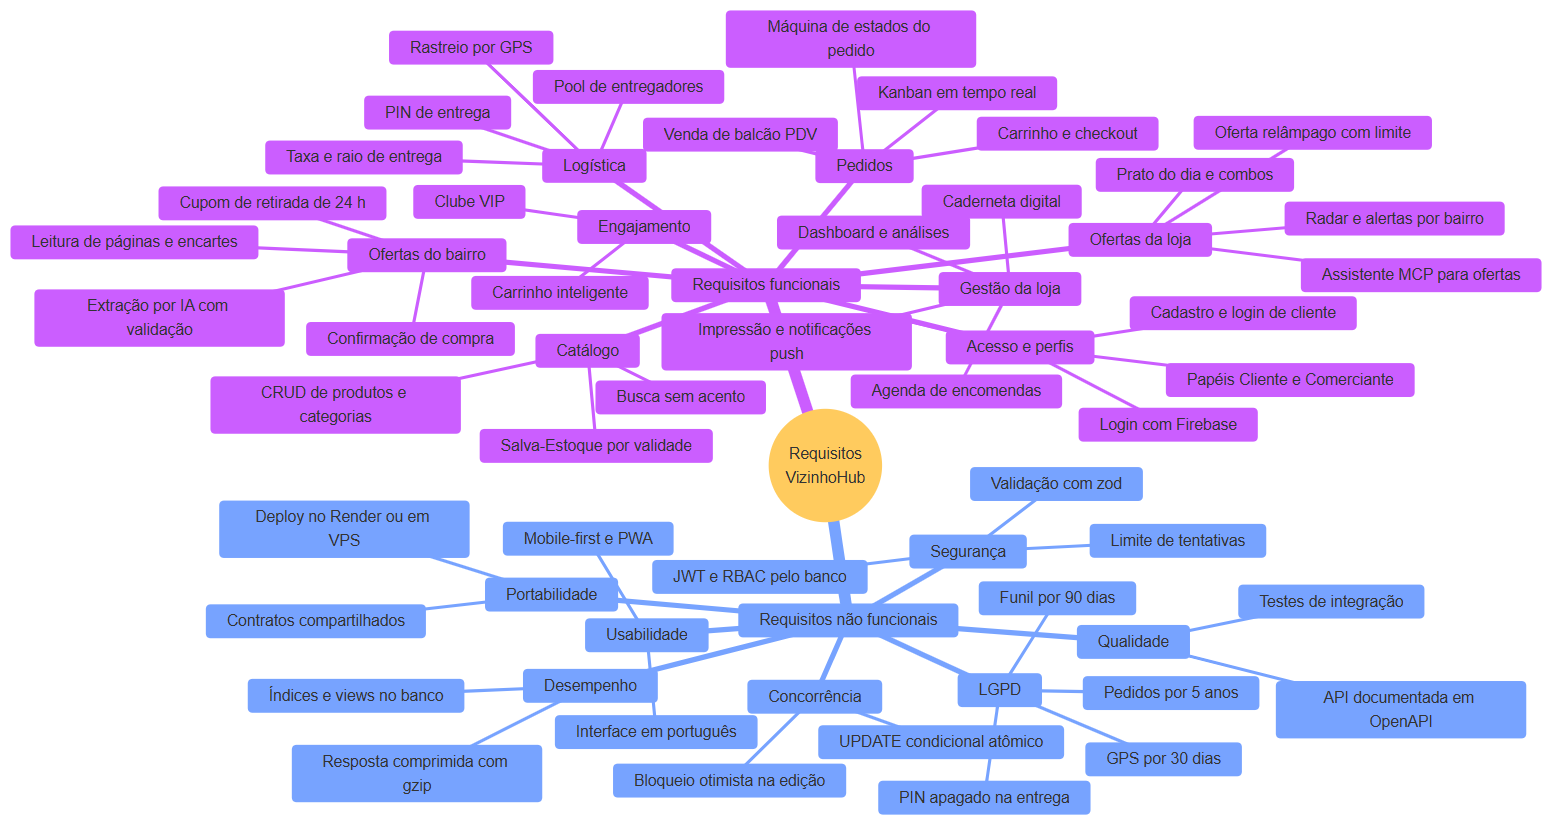 Máquina de estados do
pedido
Rastreio por GPS
Pool de entregadores
Kanban em tempo real
PIN de entrega
Venda de balcão PDV
Carrinho e checkout
Oferta relâmpago com limite
Taxa e raio de entrega
Logística
Pedidos
Prato do dia e combos
Cupom de retirada de 24 h
Clube VIP
Caderneta digital
Radar e alertas por bairro
Leitura de páginas e encartes
Engajamento
Dashboard e análises
Ofertas da loja
Ofertas do bairro
Requisitos funcionais
Gestão da loja
Assistente MCP para ofertas
Carrinho inteligente
Extração por IA com
validação
Impressão e notificações
push
Cadastro e login de cliente
Confirmação de compra
Catálogo
Acesso e perfis
CRUD de produtos e
categorias
Busca sem acento
Agenda de encomendas
Papéis Cliente e Comerciante
Salva-Estoque por validade
Login com Firebase
Requisitos
VizinhoHub
Validação com zod
Deploy no Render ou em
VPS
Mobile-first e PWA
Segurança
Limite de tentativas
JWT e RBAC pelo banco
Portabilidade
Funil por 90 dias
Testes de integração
Contratos compartilhados
Usabilidade
Requisitos não funcionais
Qualidade
Índices e views no banco
Desempenho
Concorrência
LGPD
Pedidos por 5 anos
API documentada em
OpenAPI
Interface em português
UPDATE condicional atômico
Resposta comprimida com
gzip
Bloqueio otimista na edição
GPS por 30 dias
PIN apagado na entrega